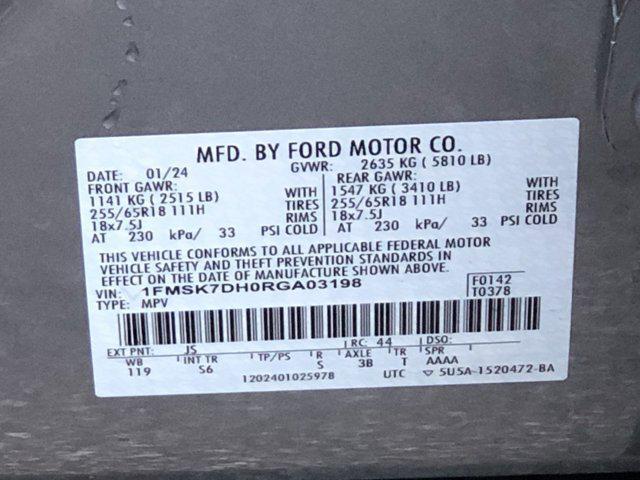 MFD. BY FORD MOTOR CO.
DATE: 01/24 GVWR: 2635 KG ( 5810 LB)
FRONT GAWR: REAR GAWR:
1141 KG ( 2515 LB) WITH 1547 KG ( 3410 LB) WITH
255/65R18 111H TIRES 255/65R18 111H TIRES
18x7.5J RIMS 18x7.5J RIMS
AT 230 kPa/ 33 PSI COLD AT 230 kPa/ 33 PSI COLD
THIS VEHICLE CONFORMS TO ALL APPLICABLE FEDERAL MOTOR
VEHICLE SAFETY AND THEFT PREVENTION STANDARDS IN
EFFECT ON THE DATE OF MANUFACTURE SHOWN ABOVE.
VIN: 1FMSK7DH0RGA03198 F0142
TYPE: MPV T0378
EXT PNT: JS RC: 44 DSO:
WB INT TR TP/PS R AXLE TR SPR
119 S6 S 3B T AAAA
1202401025978 UTC ▽ 5U5A-1520472-BA